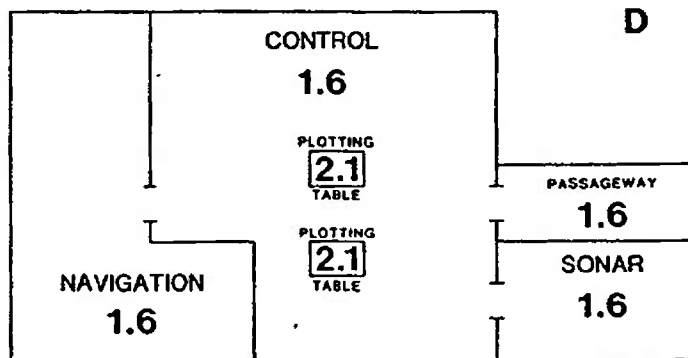 D
CONTROL
1.6
PLOTTING
2.1
TABLE
PASSAGEWAY
1.6
PLOTTING
2.1
TABLE
SONAR
1.6
NAVIGATION
1.6